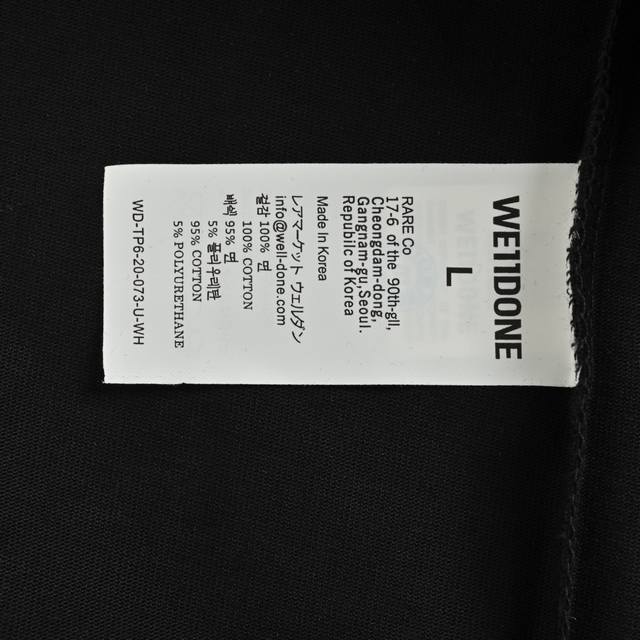 WE11DONE
L
RARE Co
17-6 of the 90th-gil,
Cheongdam-dong,
Gangnam-gu, Seoul.
Republic of Korea
Made In Korea
レアマーケット ウェルダン
info@well-done.com
겉감 100% 면
100% COTTON
배색 95% 면
5% 폴리우레탄
95% COTTON
5% POLYURETHANE
WD-TP6-20-073-U-WH